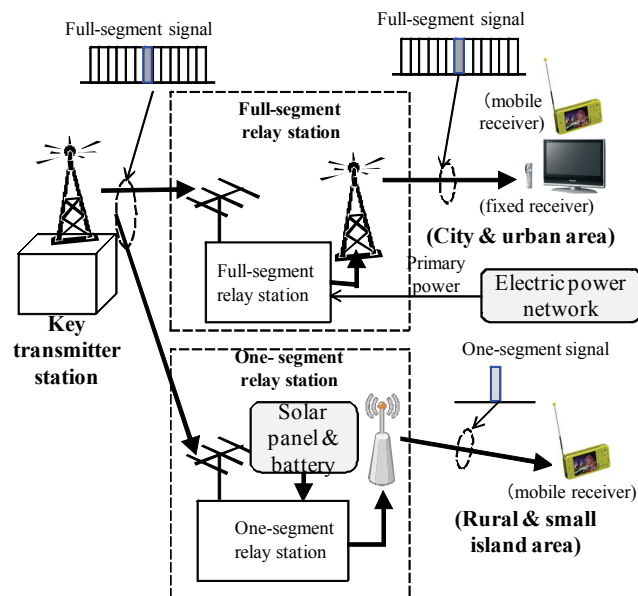 Full-segment signal
Full-segment signal
Full-segment
relay station
(mobile
receiver)
(fixed receiver)
(City & urban area)
Full-segment
relay station
Primary
power
Electric power
network
Key
transmitter
station
One- segment
relay station
One-segment signal
Solar
panel &
battery
(mobile receiver)
One-segment
relay station
(Rural & small
island area)